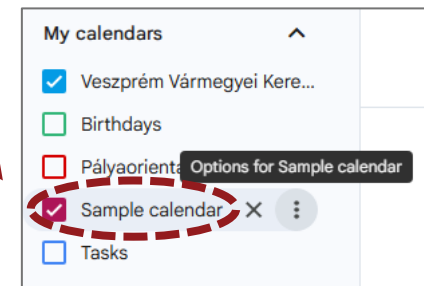 My calendars
Veszprém Vármegyei Kere...
Birthdays
Pályaorienta
Options for Sample calendar
Sample calendar
Tasks